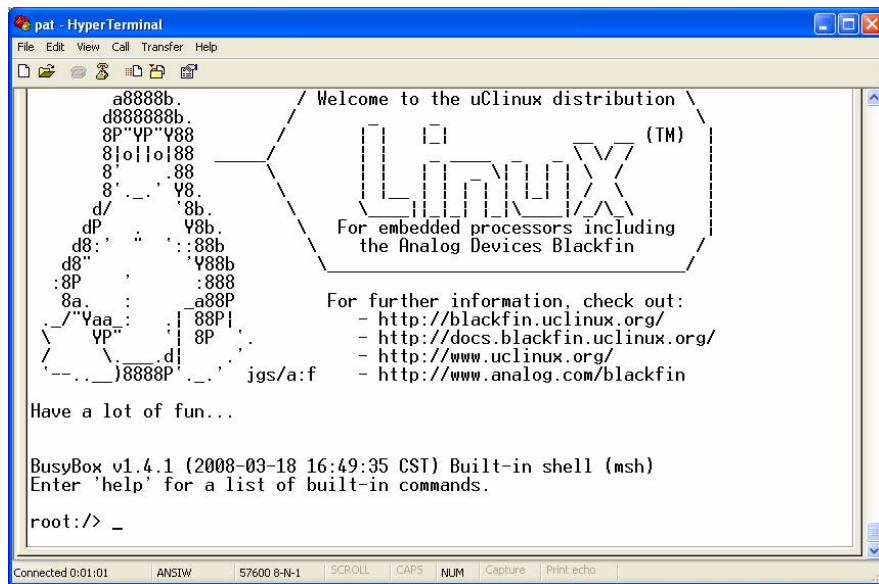 pat - HyperTerminal
File Edit View Call Transfer Help
Welcome to the uClinux distribution
Linux (TM)
For embedded processors including
the Analog Devices Blackfin
For further information, check out:
- http://blackfin.uclinux.org/
- http://docs.blackfin.uclinux.org/
- http://www.uclinux.org/
jgs/a:f - http://www.analog.com/blackfin
Have a lot of fun...
BusyBox v1.4.1 (2008-03-18 16:49:35 CST) Built-in shell (msh)
Enter 'help' for a list of built-in commands.
root:/> _
Connected 0:01:01 ANSIW 57600 8-N-1 SCROLL CAPS NUM Capture Print echo